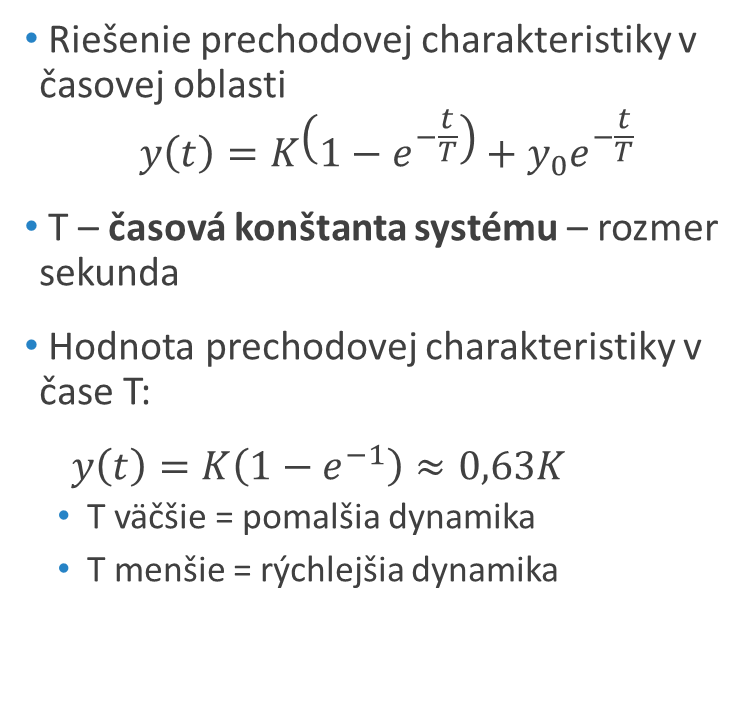 • Riešenie prechodovej charakteristiky v
časovej oblasti
y(t) = K(1 − e^{−t/T}) + y₀e^{−t/T}
• T – časová konštanta systému – rozmer
sekunda
• Hodnota prechodovej charakteristiky v
čase T:
y(t) = K(1 − e⁻¹) ≈ 0,63K
• T väčšie = pomalšia dynamika
• T menšie = rýchlejšia dynamika